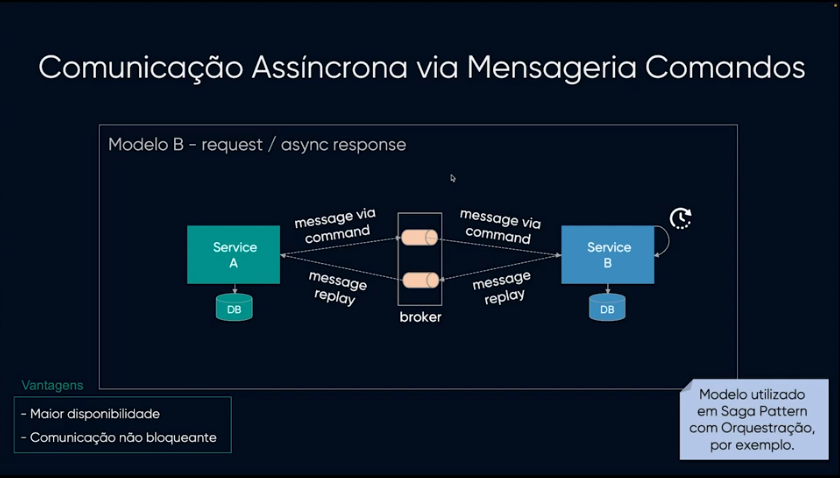 Comunicação Assíncrona via Mensageria Comandos
Modelo B - request / async response
message via
command
message via
command
Service
A
Service
B
message
replay
message
replay
DB
DB
broker
Vantagens
- Maior disponibilidade
- Comunicação não bloqueante
Modelo utilizado
em Saga Pattern
com Orquestração,
por exemplo.